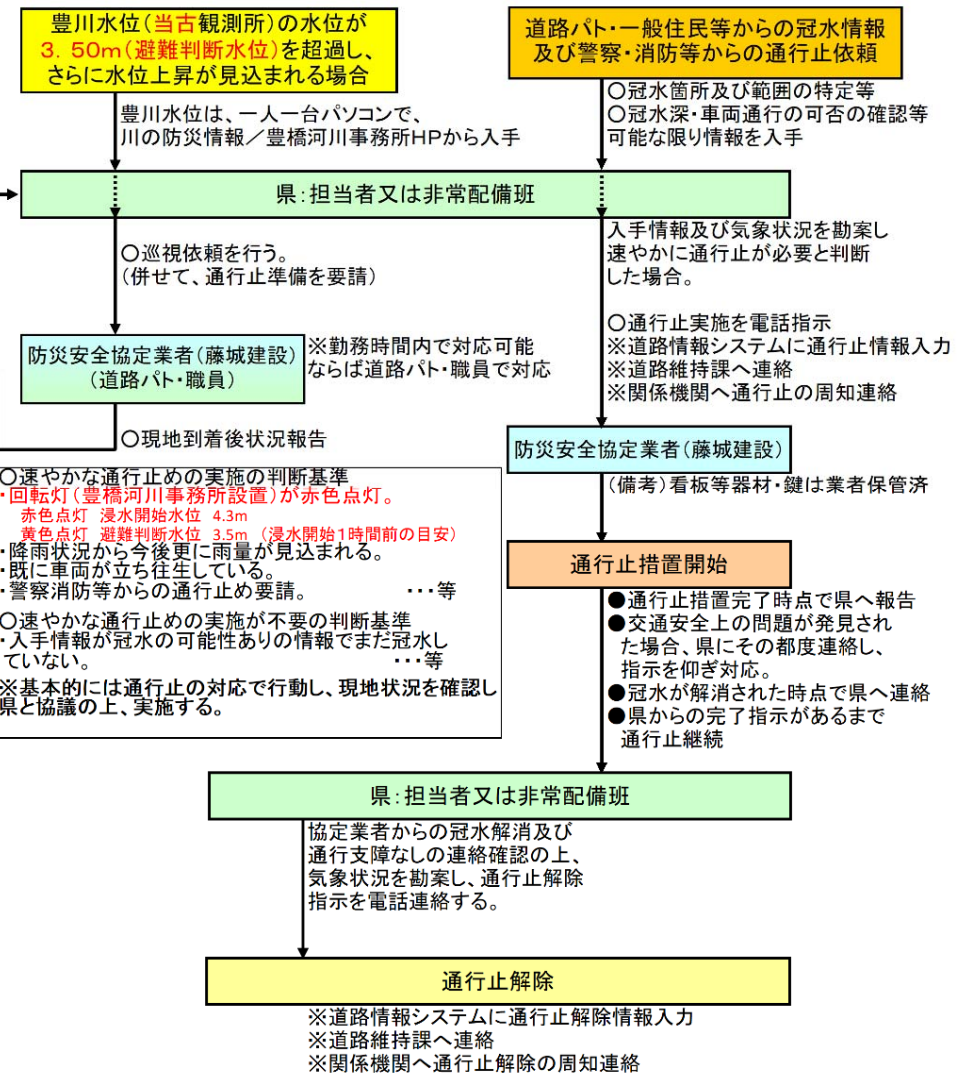 豊川水位（当古観測所）の水位が
３．５０ｍ（避難判断水位）を超過し、
さらに水位上昇が見込まれる場合
道路パト・一般住民等からの冠水情報
及び警察・消防等からの通行止依頼
豊川水位は、一人一台パソコンで、
川の防災情報／豊橋河川事務所ＨＰから入手
○冠水箇所及び範囲の特定等
○冠水深・車両通行の可否の確認等
可能な限り情報を入手
県：担当者又は非常配備班
○巡視依頼を行う。
（併せて、通行止準備を要請）
入手情報及び気象状況を勘案し
速やかに通行止が必要と判断
した場合。
○通行止実施を電話指示
※道路情報システムに通行止情報入力
※道路維持課へ連絡
※関係機関へ通行止の周知連絡
防災安全協定業者（藤城建設）
（道路パト・職員）
※勤務時間内で対応可能
ならば道路パト・職員で対応
○現地到着後状況報告
防災安全協定業者（藤城建設）
（備考）看板等器材・鍵は業者保管済
○速やかな通行止めの実施の判断基準
・回転灯（豊橋河川事務所設置）が赤色点灯。
赤色点灯 浸水開始水位 4.3m
黄色点灯 避難判断水位 3.5m （浸水開始１時間前の目安）
・降雨状況から今後更に雨量が見込まれる。
・既に車両が立ち往生している。
・警察消防等からの通行止め要請。 ・・・等
○速やかな通行止めの実施が不要の判断基準
・入手情報が冠水の可能性ありの情報でまだ冠水し
ていない。 ・・・等
※基本的には通行止の対応で行動し、現地状況を確認し
県と協議の上、実施する。
通行止措置開始
●通行止措置完了時点で県へ報告
●交通安全上の問題が発見され
た場合、県にその都度連絡し、
指示を仰ぎ対応。
●冠水が解消された時点で県へ連絡
●県からの完了指示があるまで
通行止継続
県：担当者又は非常配備班
協定業者からの冠水解消及び
通行支障なしの連絡確認の上、
気象状況を勘案し、通行止解除
指示を電話連絡する。
通行止解除
※道路情報システムに通行止解除情報入力
※道路維持課へ連絡
※関係機関へ通行止解除の周知連絡